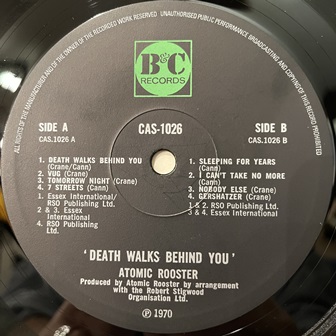 ALL RIGHTS OF THE MANUFACTURER AND OF THE OWNER OF THE RECORDED WORK RESERVED. UNAUTHORISED PUBLIC PERFORMANCE BROADCASTING AND COPYING OF THIS RECORD PROHIBITED
B&C
RECORDS
SIDE A
CAS.1026 A
CAS-1026
SIDE B
CAS.1026 B
1. DEATH WALKS BEHIND YOU
(Crane/Cann)
2. VUG (Crane)
3. TOMORROW NIGHT (Crane)
4. 7 STREETS (Cann)
1. Essex International/
RSO Publishing Ltd.
2 & 3. Essex
International
4. RSO Publishing
Ltd.
1. SLEEPING FOR YEARS
(Cann)
2. I CAN'T TAKE NO MORE
(Cann)
3. NOBODY ELSE (Crane)
4. GERSHATZER (Crane)
1 & 2. RSO Publishing Ltd.
3 & 4. Essex International
'DEATH WALKS BEHIND YOU'
ATOMIC ROOSTER
Produced by Atomic Rooster by arrangement
with the Robert Stigwood
Organisation Ltd.
℗ 1970